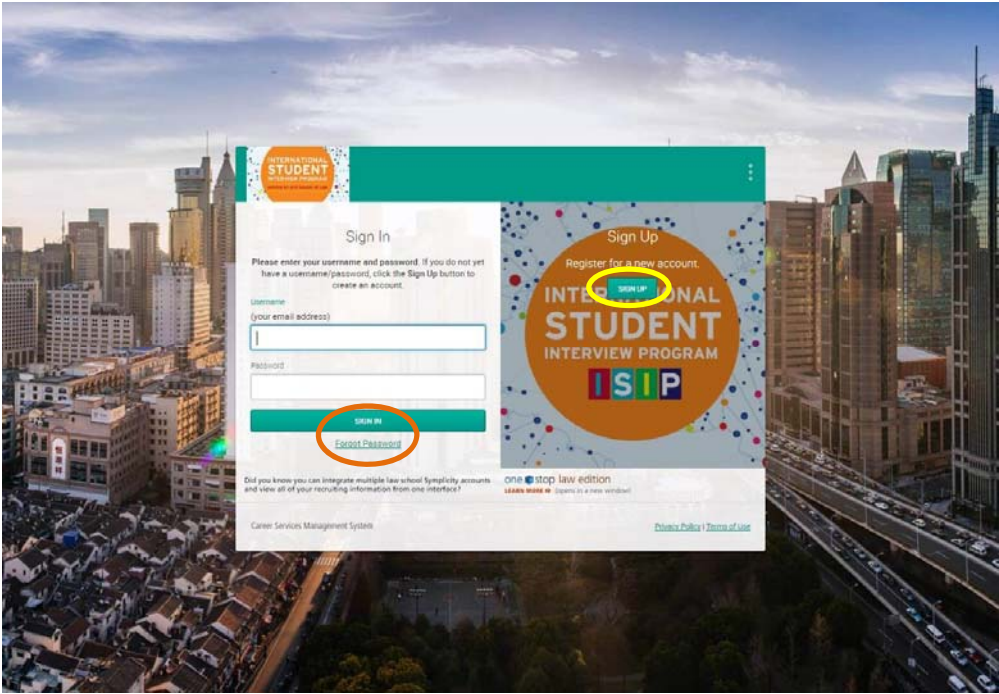 INTERNATIONAL
STUDENT
INTERVIEW PROGRAM
Sign In
Please enter your username and password. If you do not yet
have a username/password, click the Sign Up button to
create an account.
Username
(your email address)
Password
SIGN IN
Forgot Password
Sign Up
Register for a new account.
SIGN UP
STUDENT
INTERVIEW PROGRAM
ISIP
Did you know you can integrate multiple law school Symplicity accounts
and view all of your recruiting information from one interface?
one stop law edition
LEARN MORE (opens in a new window)
Career Services Management System
Privacy Policy | Terms of Use